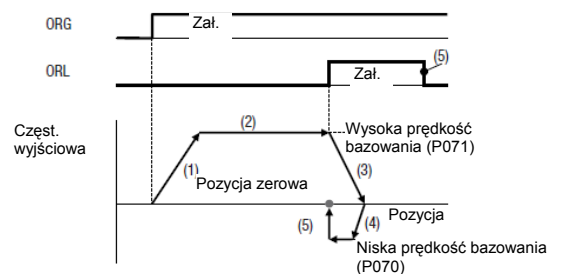 ORG
Zał.
ORL
Zał.
(5)
Częst.
wyjściowa
(2)
Wysoka prędkość
bazowania (P071)
(1)
(3)
Pozycja zerowa
Pozycja
(5)
(4)
Niska prędkość bazowania
(P070)